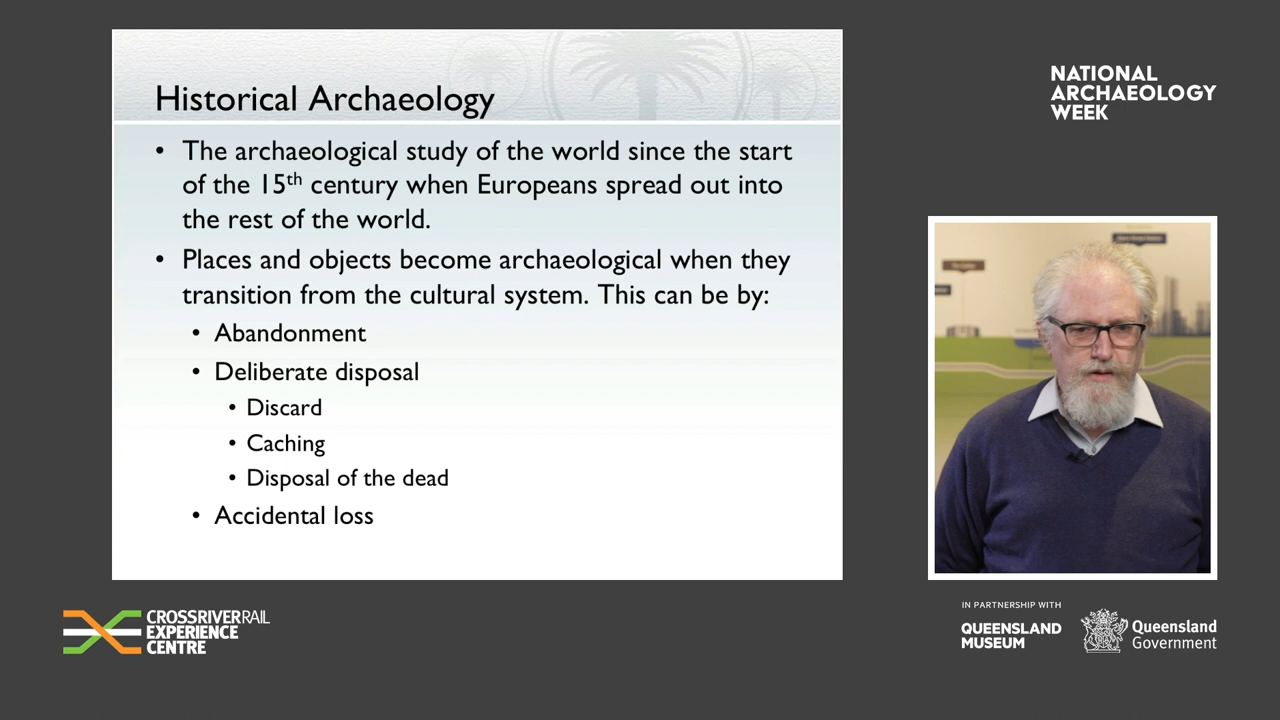 Historical Archaeology
• The archaeological study of the world since the start
of the 15th century when Europeans spread out into
the rest of the world.
• Places and objects become archaeological when they
transition from the cultural system. This can be by:
• Abandonment
• Deliberate disposal
• Discard
• Caching
• Disposal of the dead
• Accidental loss
NATIONAL
ARCHAEOLOGY
WEEK
CROSSRIVERRAIL
EXPERIENCE
CENTRE
IN PARTNERSHIP WITH
QUEENSLAND
MUSEUM
Queensland
Government